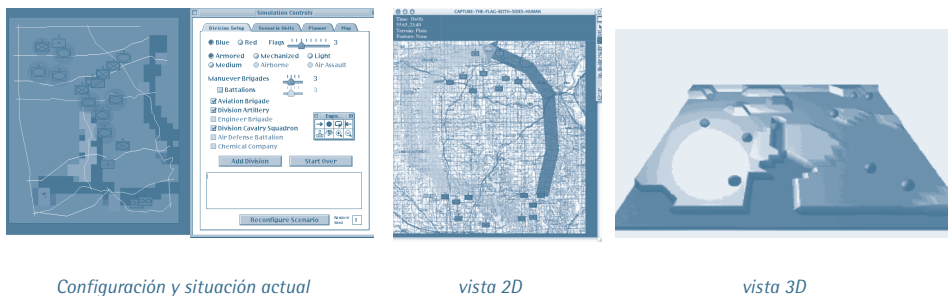 Simulation Controls
Division Setup Scenario Units Planner Map
Blue Red Flags 3
Armored Mechanized Light
Medium Airborne Air Assault
Manuever Brigades 3
Battalions 3
Aviation Brigade
Division Artillery
Engineer Brigade
Division Cavalry Squadron
Air Defense Battalion
Chemical Company
Add Division Start Over
Reconfigure Scenario
CAPTURE-THE-FLAG-BOTH-SIDES-HUMAN
Configuración y situación actual
vista 2D
vista 3D